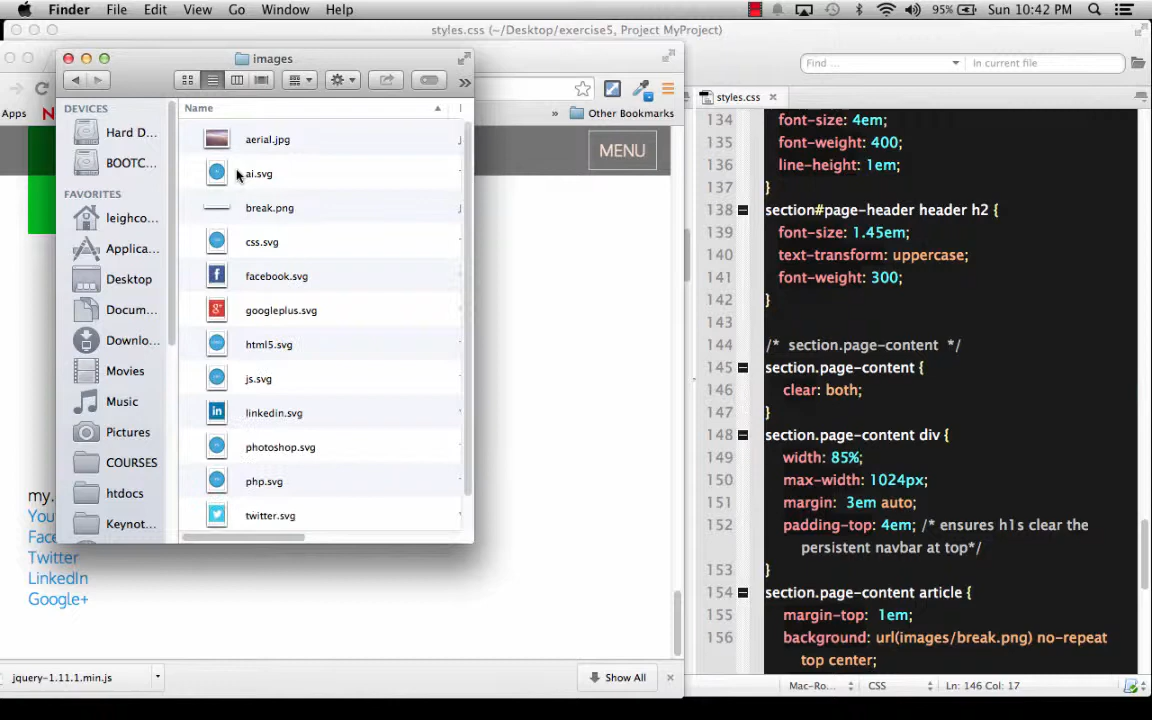 Finder File Edit View Go Window Help 95% Sun 10:42 PM
styles.css (~/Desktop/exercise5, Project MyProject)
images
Find ... In current file
Apps N » Other Bookmarks
styles.css
DEVICES
Hard D...
BOOTC...
FAVORITES
leighco...
Applica...
Desktop
Docum...
Downlo...
Movies
Music
Pictures
COURSES
htdocs
Keynot...
Name
aerial.jpg
ai.svg
break.png
css.svg
facebook.svg
googleplus.svg
html5.svg
js.svg
linkedin.svg
photoshop.svg
php.svg
twitter.svg
MENU
my.
You
Face
Twitter
LinkedIn
Google+
jquery-1.11.1.min.js
Show All
134 font-size: 4em;
135 font-weight: 400;
136 line-height: 1em;
137 }
138 section#page-header header h2 {
139 font-size: 1.45em;
140 text-transform: uppercase;
141 font-weight: 300;
142 }
143
144 /* section.page-content */
145 section.page-content {
146 clear: both;
147 }
148 section.page-content div {
149 width: 85%;
150 max-width: 1024px;
151 margin: 3em auto;
152 padding-top: 4em; /* ensures h1s clear the
persistent navbar at top*/
153 }
154 section.page-content article {
155 margin-top: 1em;
156 background: url(images/break.png) no-repeat
top center;
Mac-Ro... CSS Ln: 146 Col: 17